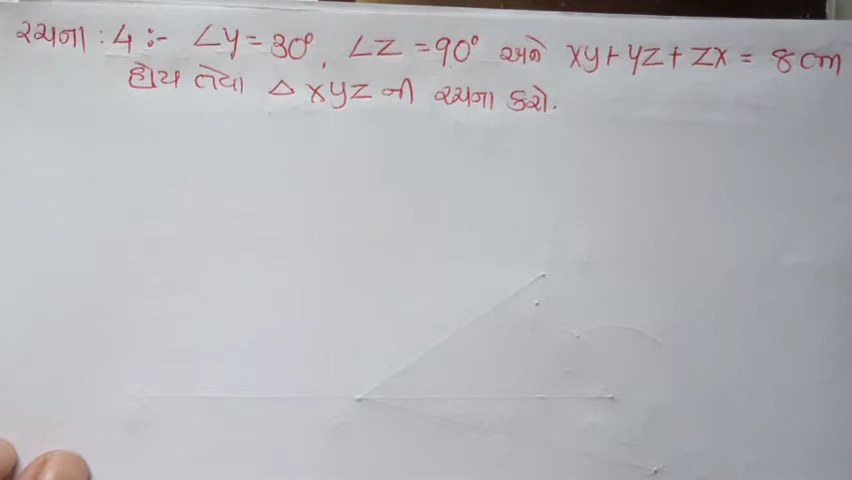 રચના : 4 :- ∠Y = 30°, ∠Z = 90° અને XY + YZ + ZX = 8 cm
હોય તેવા △ XYZ ની રચના કરો.